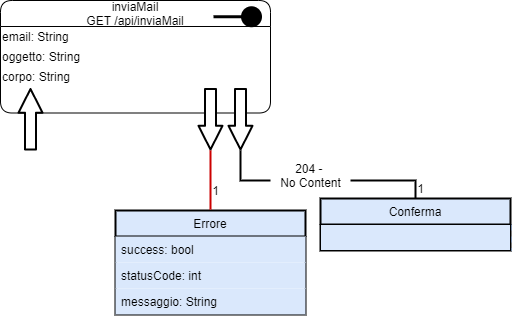 inviaMail
GET /api/inviaMail
email: String
oggetto: String
corpo: String
204 -
No Content
1
1
Errore
success: bool
statusCode: int
messaggio: String
Conferma